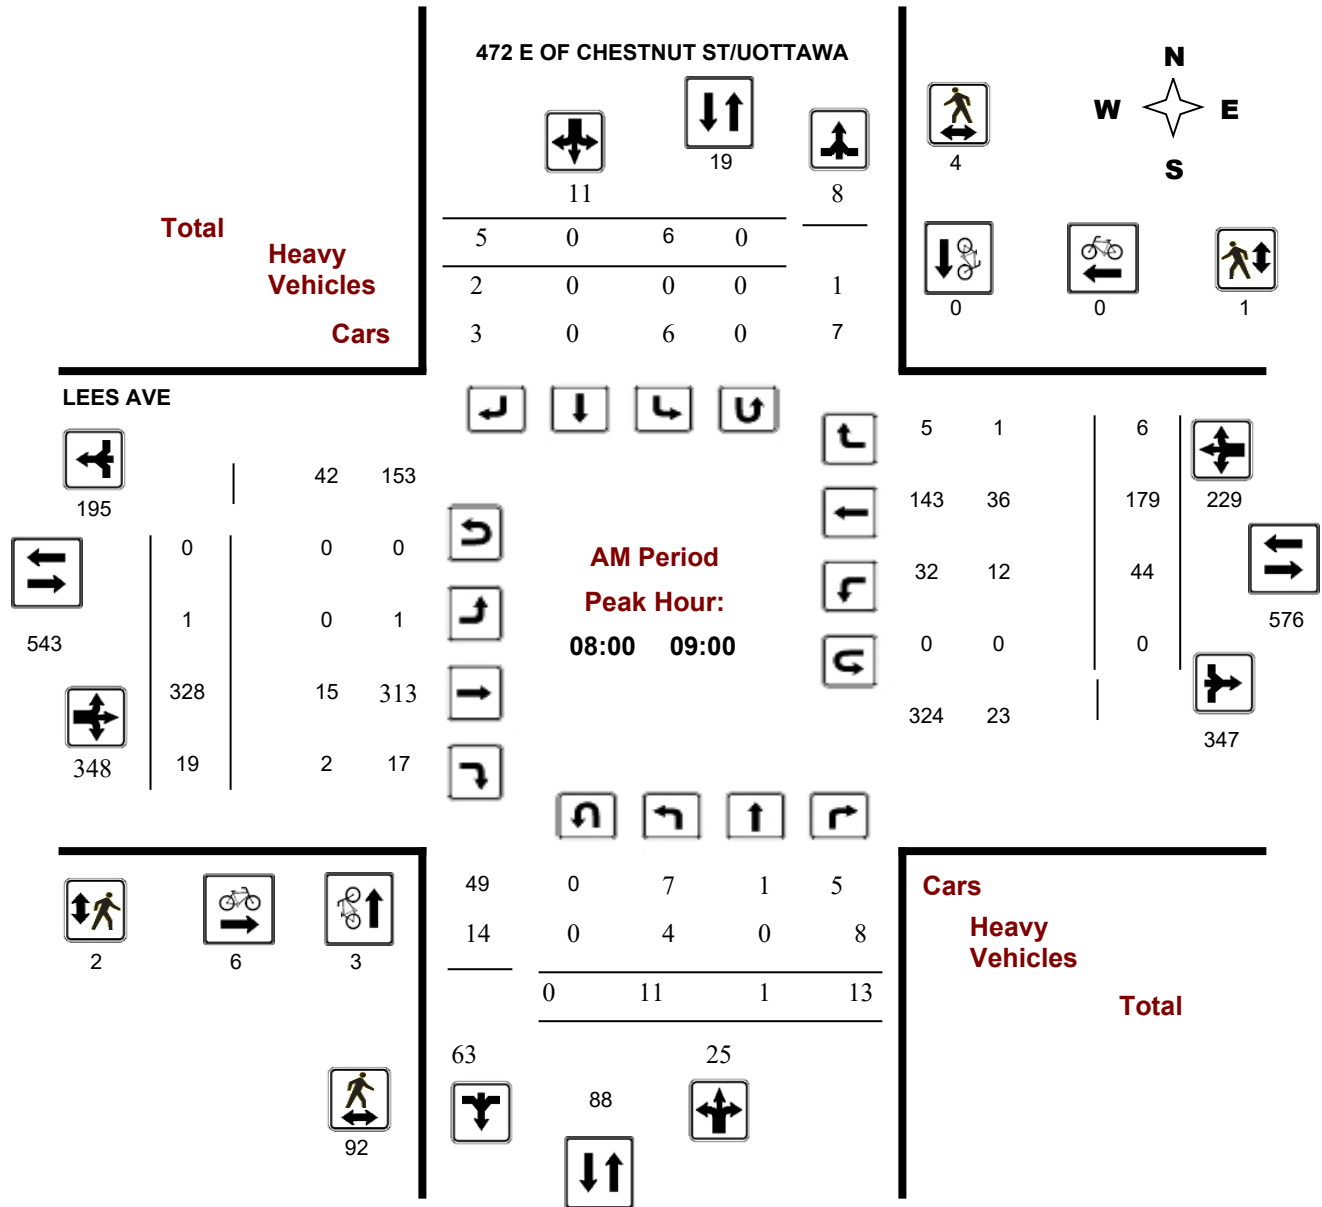 472 E OF CHESTNUT ST/UOTTAWA
N
W E
S
19
4
11 8
Total
5 0 6 0
Heavy
Vehicles
2 0 0 0 1
0 0 1
Cars
3 0 6 0 7
LEES AVE
5 1 6
42 153
195
143 36 179 229
0 0 0
AM Period
32 12 44
Peak Hour:
1 0 1
576
543
08:00 09:00
0 0 0
328 15 313
324 23
347
348 19 2 17
49 0 7 1 5
Cars
14 0 4 0 8
Heavy
Vehicles
2 6 3
0 11 1 13
Total
63 25
88
92